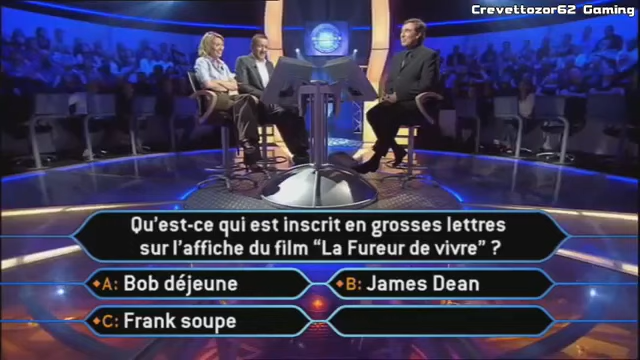 Crevettozor62 Gaming
Qu'est-ce qui est inscrit en grosses lettres
sur l'affiche du film “La Fureur de vivre” ?
A: Bob déjeune
B: James Dean
C: Frank soupe